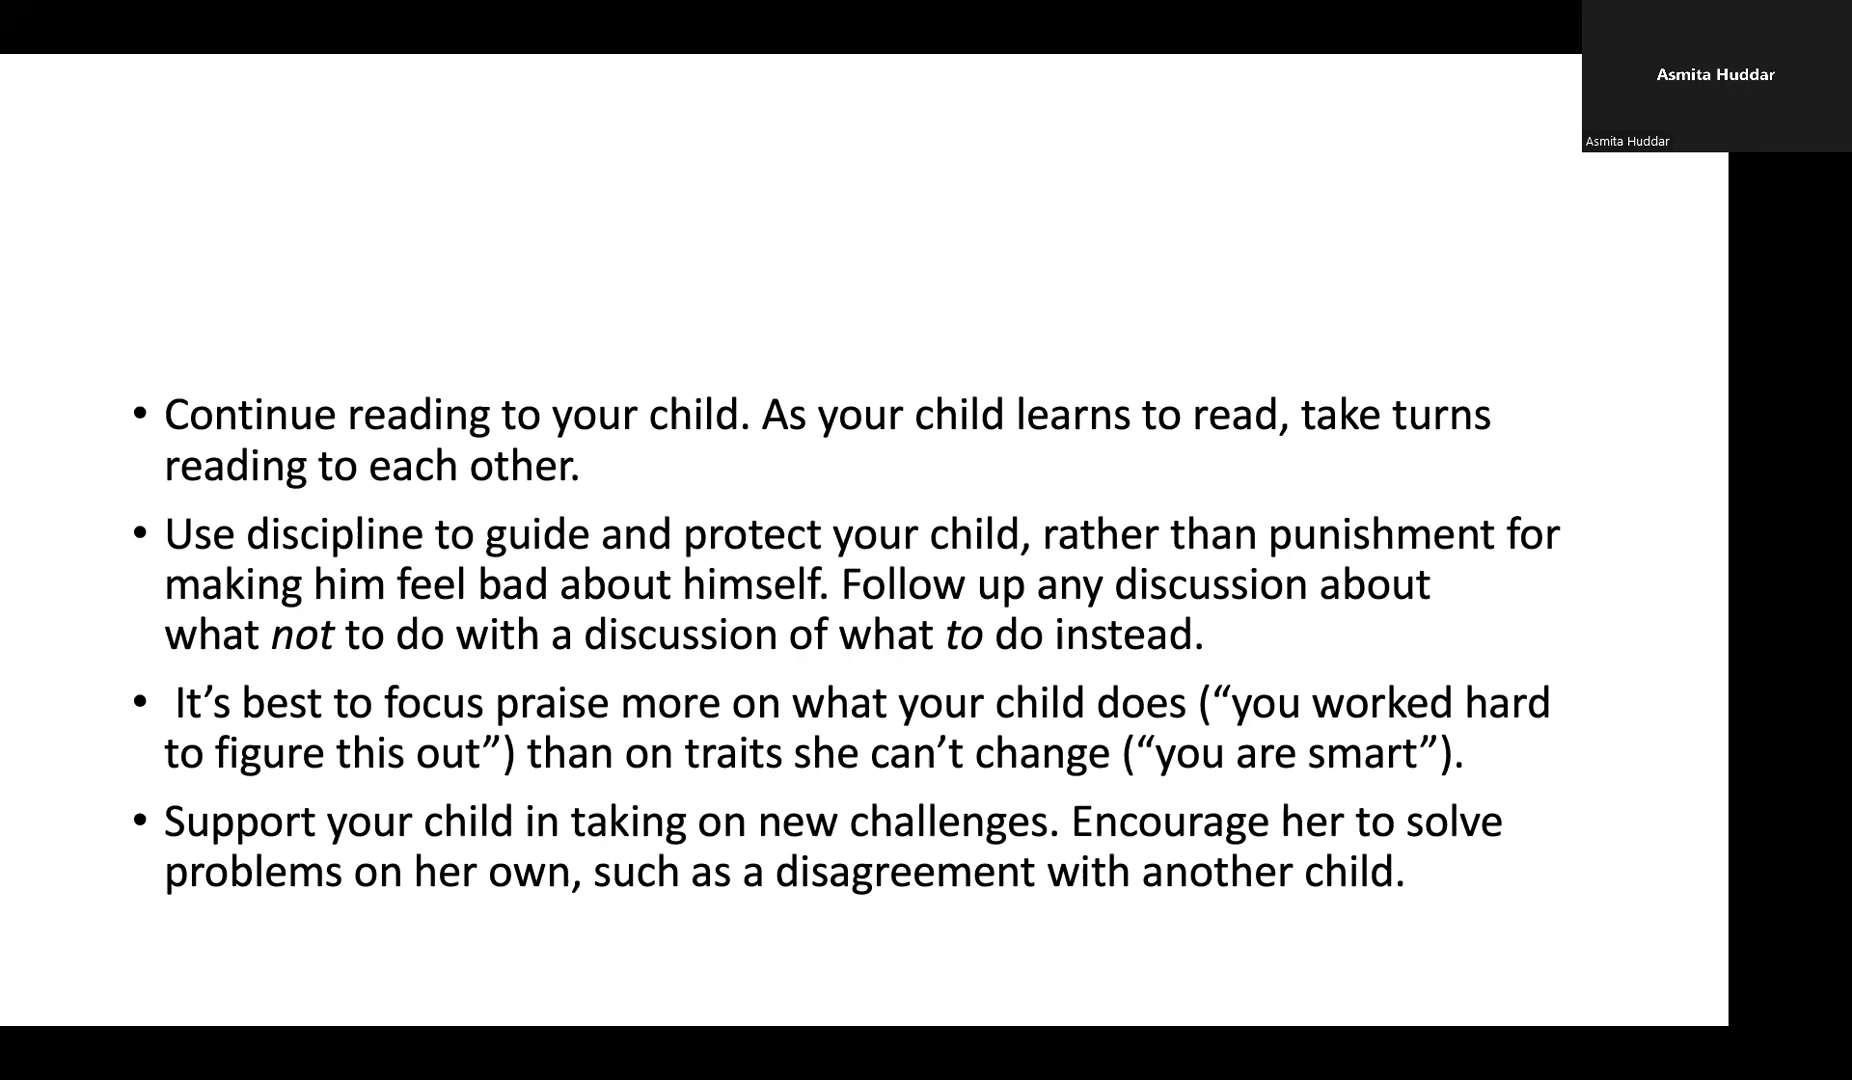 Asmita Huddar
Asmita Huddar
• Continue reading to your child. As your child learns to read, take turns
reading to each other.
• Use discipline to guide and protect your child, rather than punishment for
making him feel bad about himself. Follow up any discussion about
what not to do with a discussion of what to do instead.
• It’s best to focus praise more on what your child does (“you worked hard
to figure this out”) than on traits she can’t change (“you are smart”).
• Support your child in taking on new challenges. Encourage her to solve
problems on her own, such as a disagreement with another child.